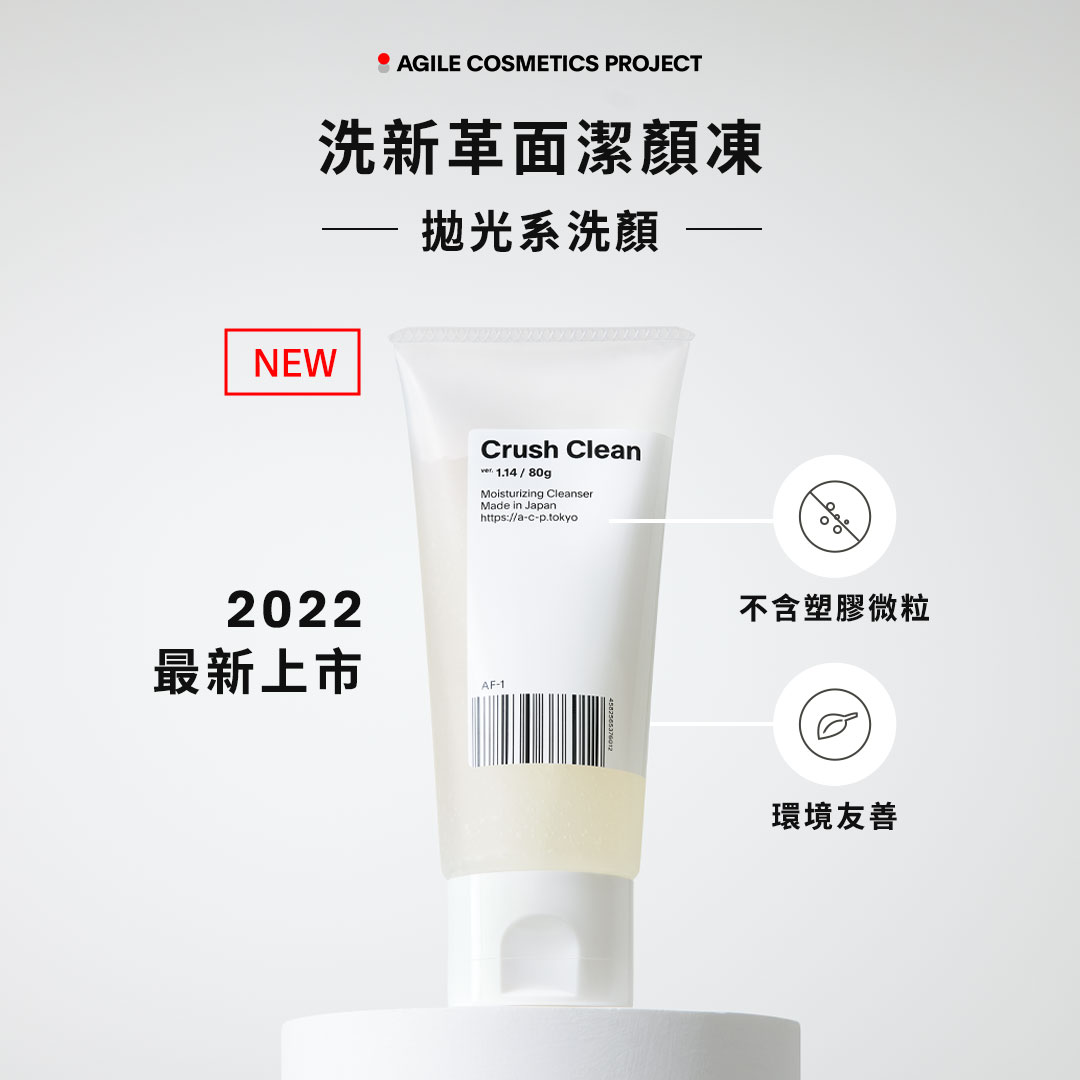 AGILE COSMETICS PROJECT
洗新革面潔顏凍
拋光系洗顏
NEW
Crush Clean
ver. 1.14 / 80g
Moisturizing Cleanser
Made in Japan
https://a-c-p.tokyo
不含塑膠微粒
2022
最新上市
AF-1
4582565376012
環境友善